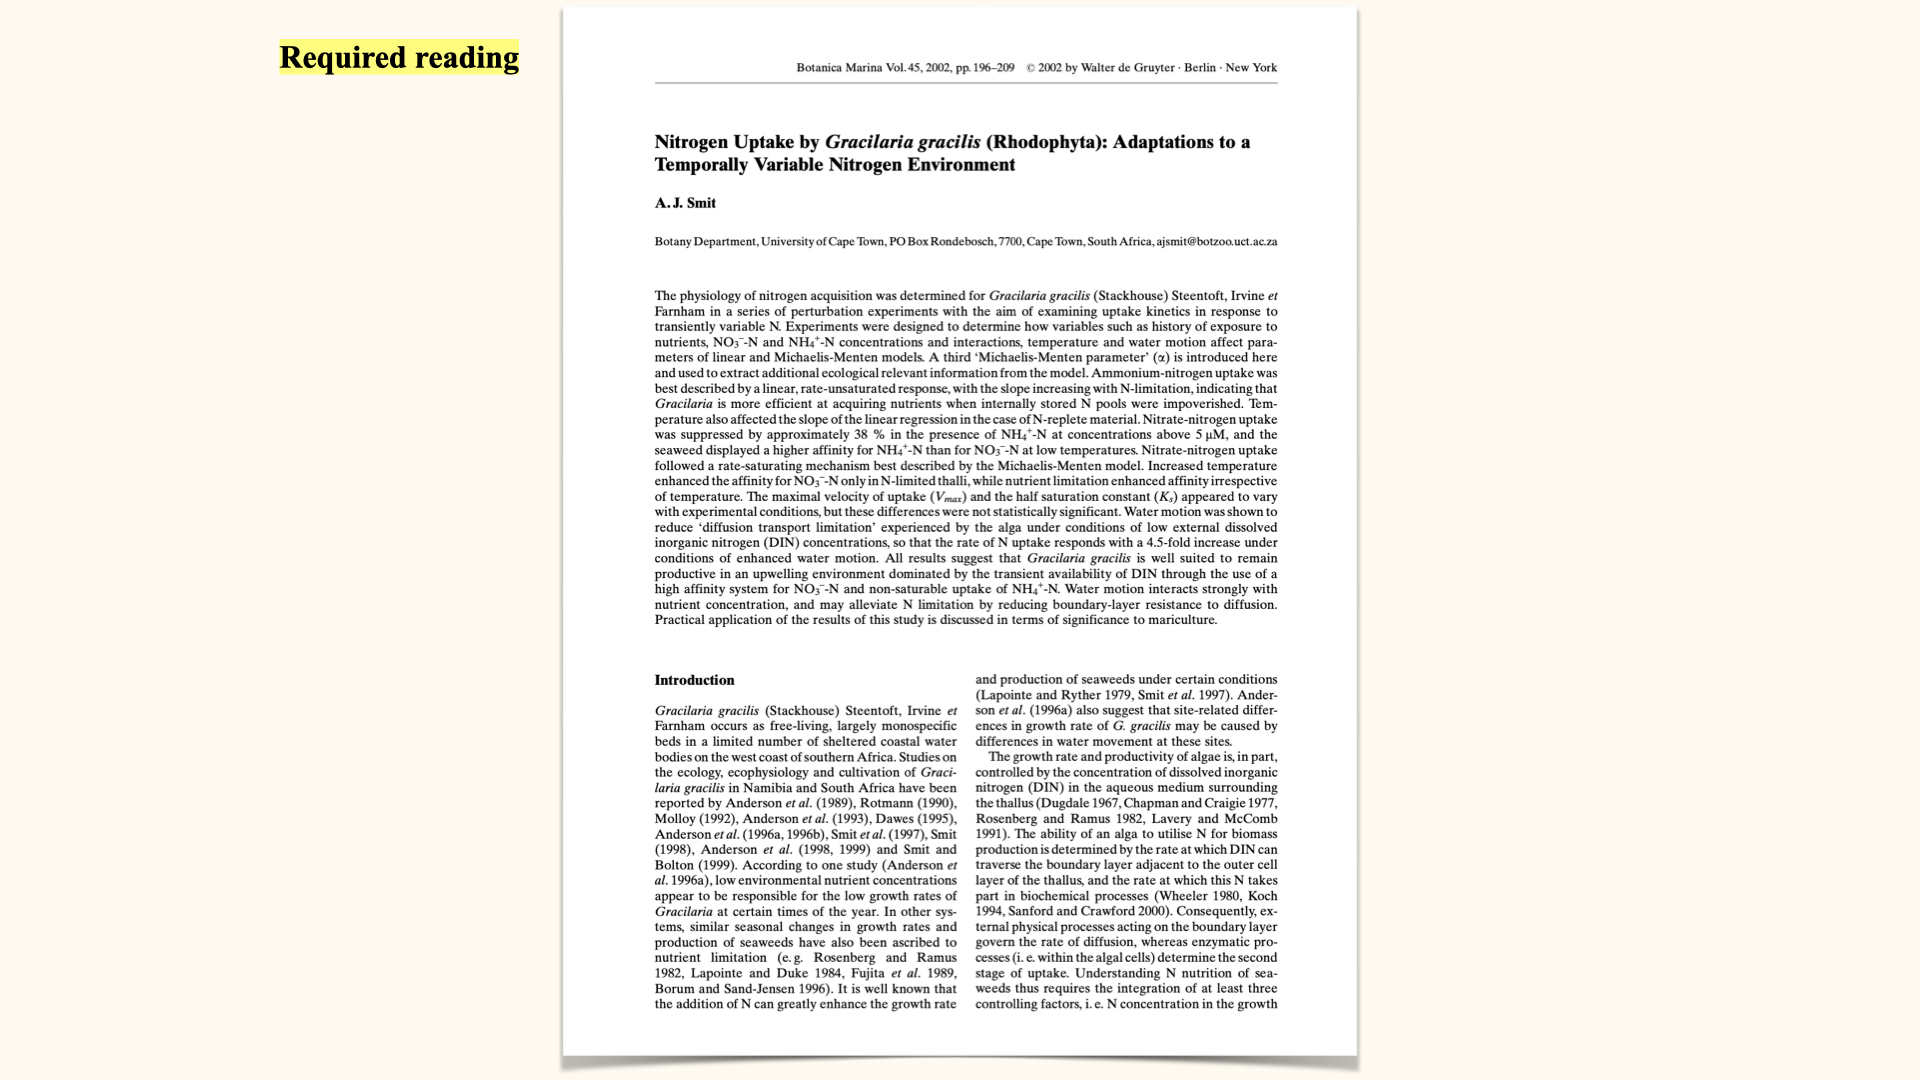 Required reading
Botanica Marina Vol. 45, 2002, pp. 196–209 © 2002 by Walter de Gruyter · Berlin · New York
Nitrogen Uptake by Gracilaria gracilis (Rhodophyta): Adaptations to a
Temporally Variable Nitrogen Environment
A. J. Smit
Botany Department, University of Cape Town, PO Box Rondebosch, 7700, Cape Town, South Africa, ajsmit@botzoo.uct.ac.za
The physiology of nitrogen acquisition was determined for Gracilaria gracilis (Stackhouse) Steentoft, Irvine et
Farnham in a series of perturbation experiments with the aim of examining uptake kinetics in response to
transiently variable N. Experiments were designed to determine how variables such as history of exposure to
nutrients, NO₃⁻-N and NH₄⁺-N concentrations and interactions, temperature and water motion affect para-
meters of linear and Michaelis-Menten models. A third ‘Michaelis-Menten parameter’ (α) is introduced here
and used to extract additional ecological relevant information from the model. Ammonium-nitrogen uptake was
best described by a linear, rate-unsaturated response, with the slope increasing with N-limitation, indicating that
Gracilaria is more efficient at acquiring nutrients when internally stored N pools were impoverished. Tem-
perature also affected the slope of the linear regression in the case of N-replete material. Nitrate-nitrogen uptake
was suppressed by approximately 38 % in the presence of NH₄⁺-N at concentrations above 5 μM, and the
seaweed displayed a higher affinity for NH₄⁺-N than for NO₃⁻-N at low temperatures. Nitrate-nitrogen uptake
followed a rate-saturating mechanism best described by the Michaelis-Menten model. Increased temperature
enhanced the affinity for NO₃⁻-N only in N-limited thalli, while nutrient limitation enhanced affinity irrespective
of temperature. The maximal velocity of uptake (Vmax) and the half saturation constant (Ks) appeared to vary
with experimental conditions, but these differences were not statistically significant. Water motion was shown to
reduce ‘diffusion transport limitation’ experienced by the alga under conditions of low external dissolved
inorganic nitrogen (DIN) concentrations, so that the rate of N uptake responds with a 4.5-fold increase under
conditions of enhanced water motion. All results suggest that Gracilaria gracilis is well suited to remain
productive in an upwelling environment dominated by the transient availability of DIN through the use of a
high affinity system for NO₃⁻-N and non-saturable uptake of NH₄⁺-N. Water motion interacts strongly with
nutrient concentration, and may alleviate N limitation by reducing boundary-layer resistance to diffusion.
Practical application of the results of this study is discussed in terms of significance to mariculture.
Introduction
Gracilaria gracilis (Stackhouse) Steentoft, Irvine et
Farnham occurs as free-living, largely monospecific
beds in a limited number of sheltered coastal water
bodies on the west coast of southern Africa. Studies on
the ecology, ecophysiology and cultivation of Graci-
laria gracilis in Namibia and South Africa have been
reported by Anderson et al. (1989), Rotmann (1990),
Molloy (1992), Anderson et al. (1993), Dawes (1995),
Anderson et al. (1996a, 1996b), Smit et al. (1997), Smit
(1998), Anderson et al. (1998, 1999) and Smit and
Bolton (1999). According to one study (Anderson et
al. 1996a), low environmental nutrient concentrations
appear to be responsible for the low growth rates of
Gracilaria at certain times of the year. In other sys-
tems, similar seasonal changes in growth rates and
production of seaweeds have also been ascribed to
nutrient limitation (e. g. Rosenberg and Ramus
1982, Lapointe and Duke 1984, Fujita et al. 1989,
Borum and Sand-Jensen 1996). It is well known that
the addition of N can greatly enhance the growth rate
and production of seaweeds under certain conditions
(Lapointe and Ryther 1979, Smit et al. 1997). Ander-
son et al. (1996a) also suggest that site-related differ-
ences in growth rate of G. gracilis may be caused by
differences in water movement at these sites.
The growth rate and productivity of algae is, in part,
controlled by the concentration of dissolved inorganic
nitrogen (DIN) in the aqueous medium surrounding
the thallus (Dugdale 1967, Chapman and Craigie 1977,
Rosenberg and Ramus 1982, Lavery and McComb
1991). The ability of an alga to utilise N for biomass
production is determined by the rate at which DIN can
traverse the boundary layer adjacent to the outer cell
layer of the thallus, and the rate at which this N takes
part in biochemical processes (Wheeler 1980, Koch
1994, Sanford and Crawford 2000). Consequently, ex-
ternal physical processes acting on the boundary layer
govern the rate of diffusion, whereas enzymatic pro-
cesses (i. e. within the algal cells) determine the second
stage of uptake. Understanding N nutrition of sea-
weeds thus requires the integration of at least three
controlling factors, i. e. N concentration in the growth